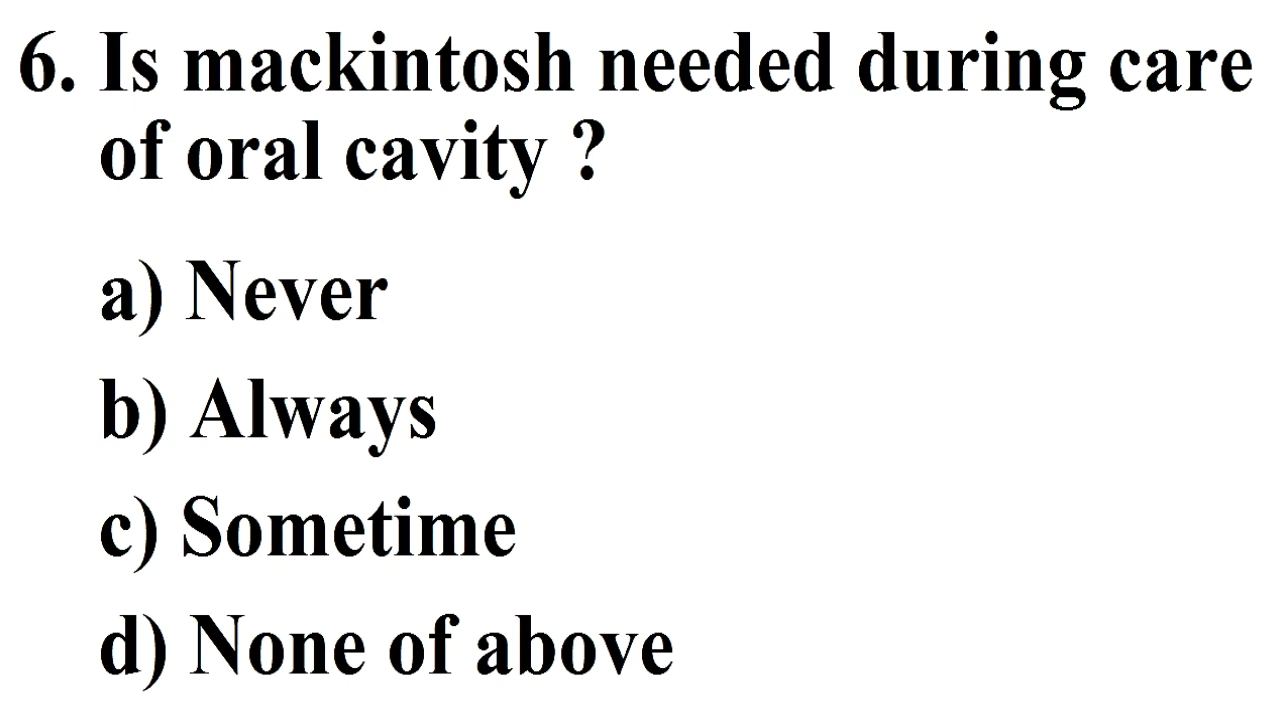 6. Is mackintosh needed during care
of oral cavity ?
a) Never
b) Always
c) Sometime
d) None of above